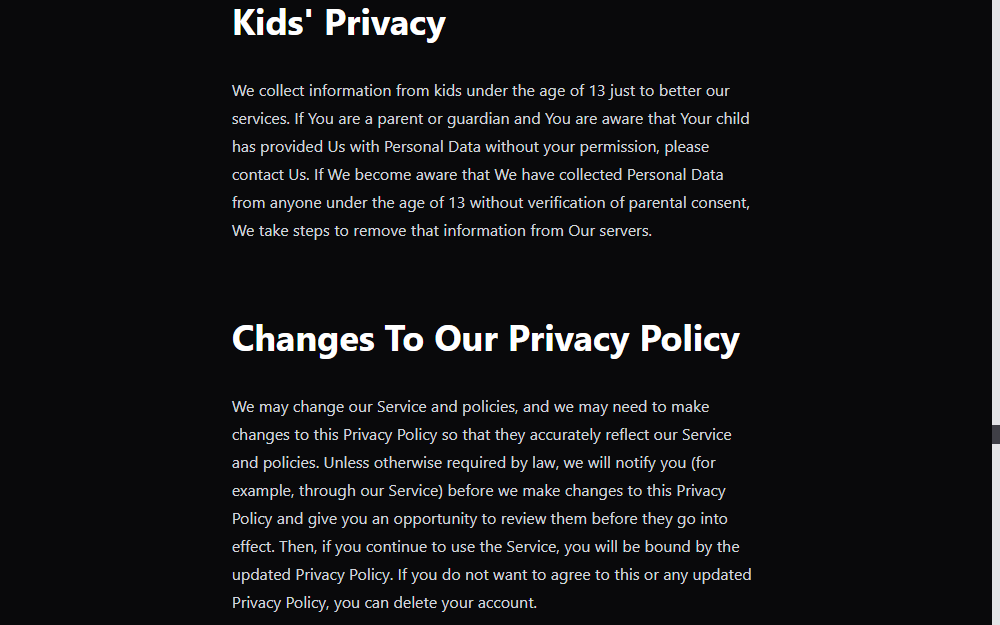 Kids' Privacy
We collect information from kids under the age of 13 just to better our
services. If You are a parent or guardian and You are aware that Your child
has provided Us with Personal Data without your permission, please
contact Us. If We become aware that We have collected Personal Data
from anyone under the age of 13 without verification of parental consent,
We take steps to remove that information from Our servers.
Changes To Our Privacy Policy
We may change our Service and policies, and we may need to make
changes to this Privacy Policy so that they accurately reflect our Service
and policies. Unless otherwise required by law, we will notify you (for
example, through our Service) before we make changes to this Privacy
Policy and give you an opportunity to review them before they go into
effect. Then, if you continue to use the Service, you will be bound by the
updated Privacy Policy. If you do not want to agree to this or any updated
Privacy Policy, you can delete your account.